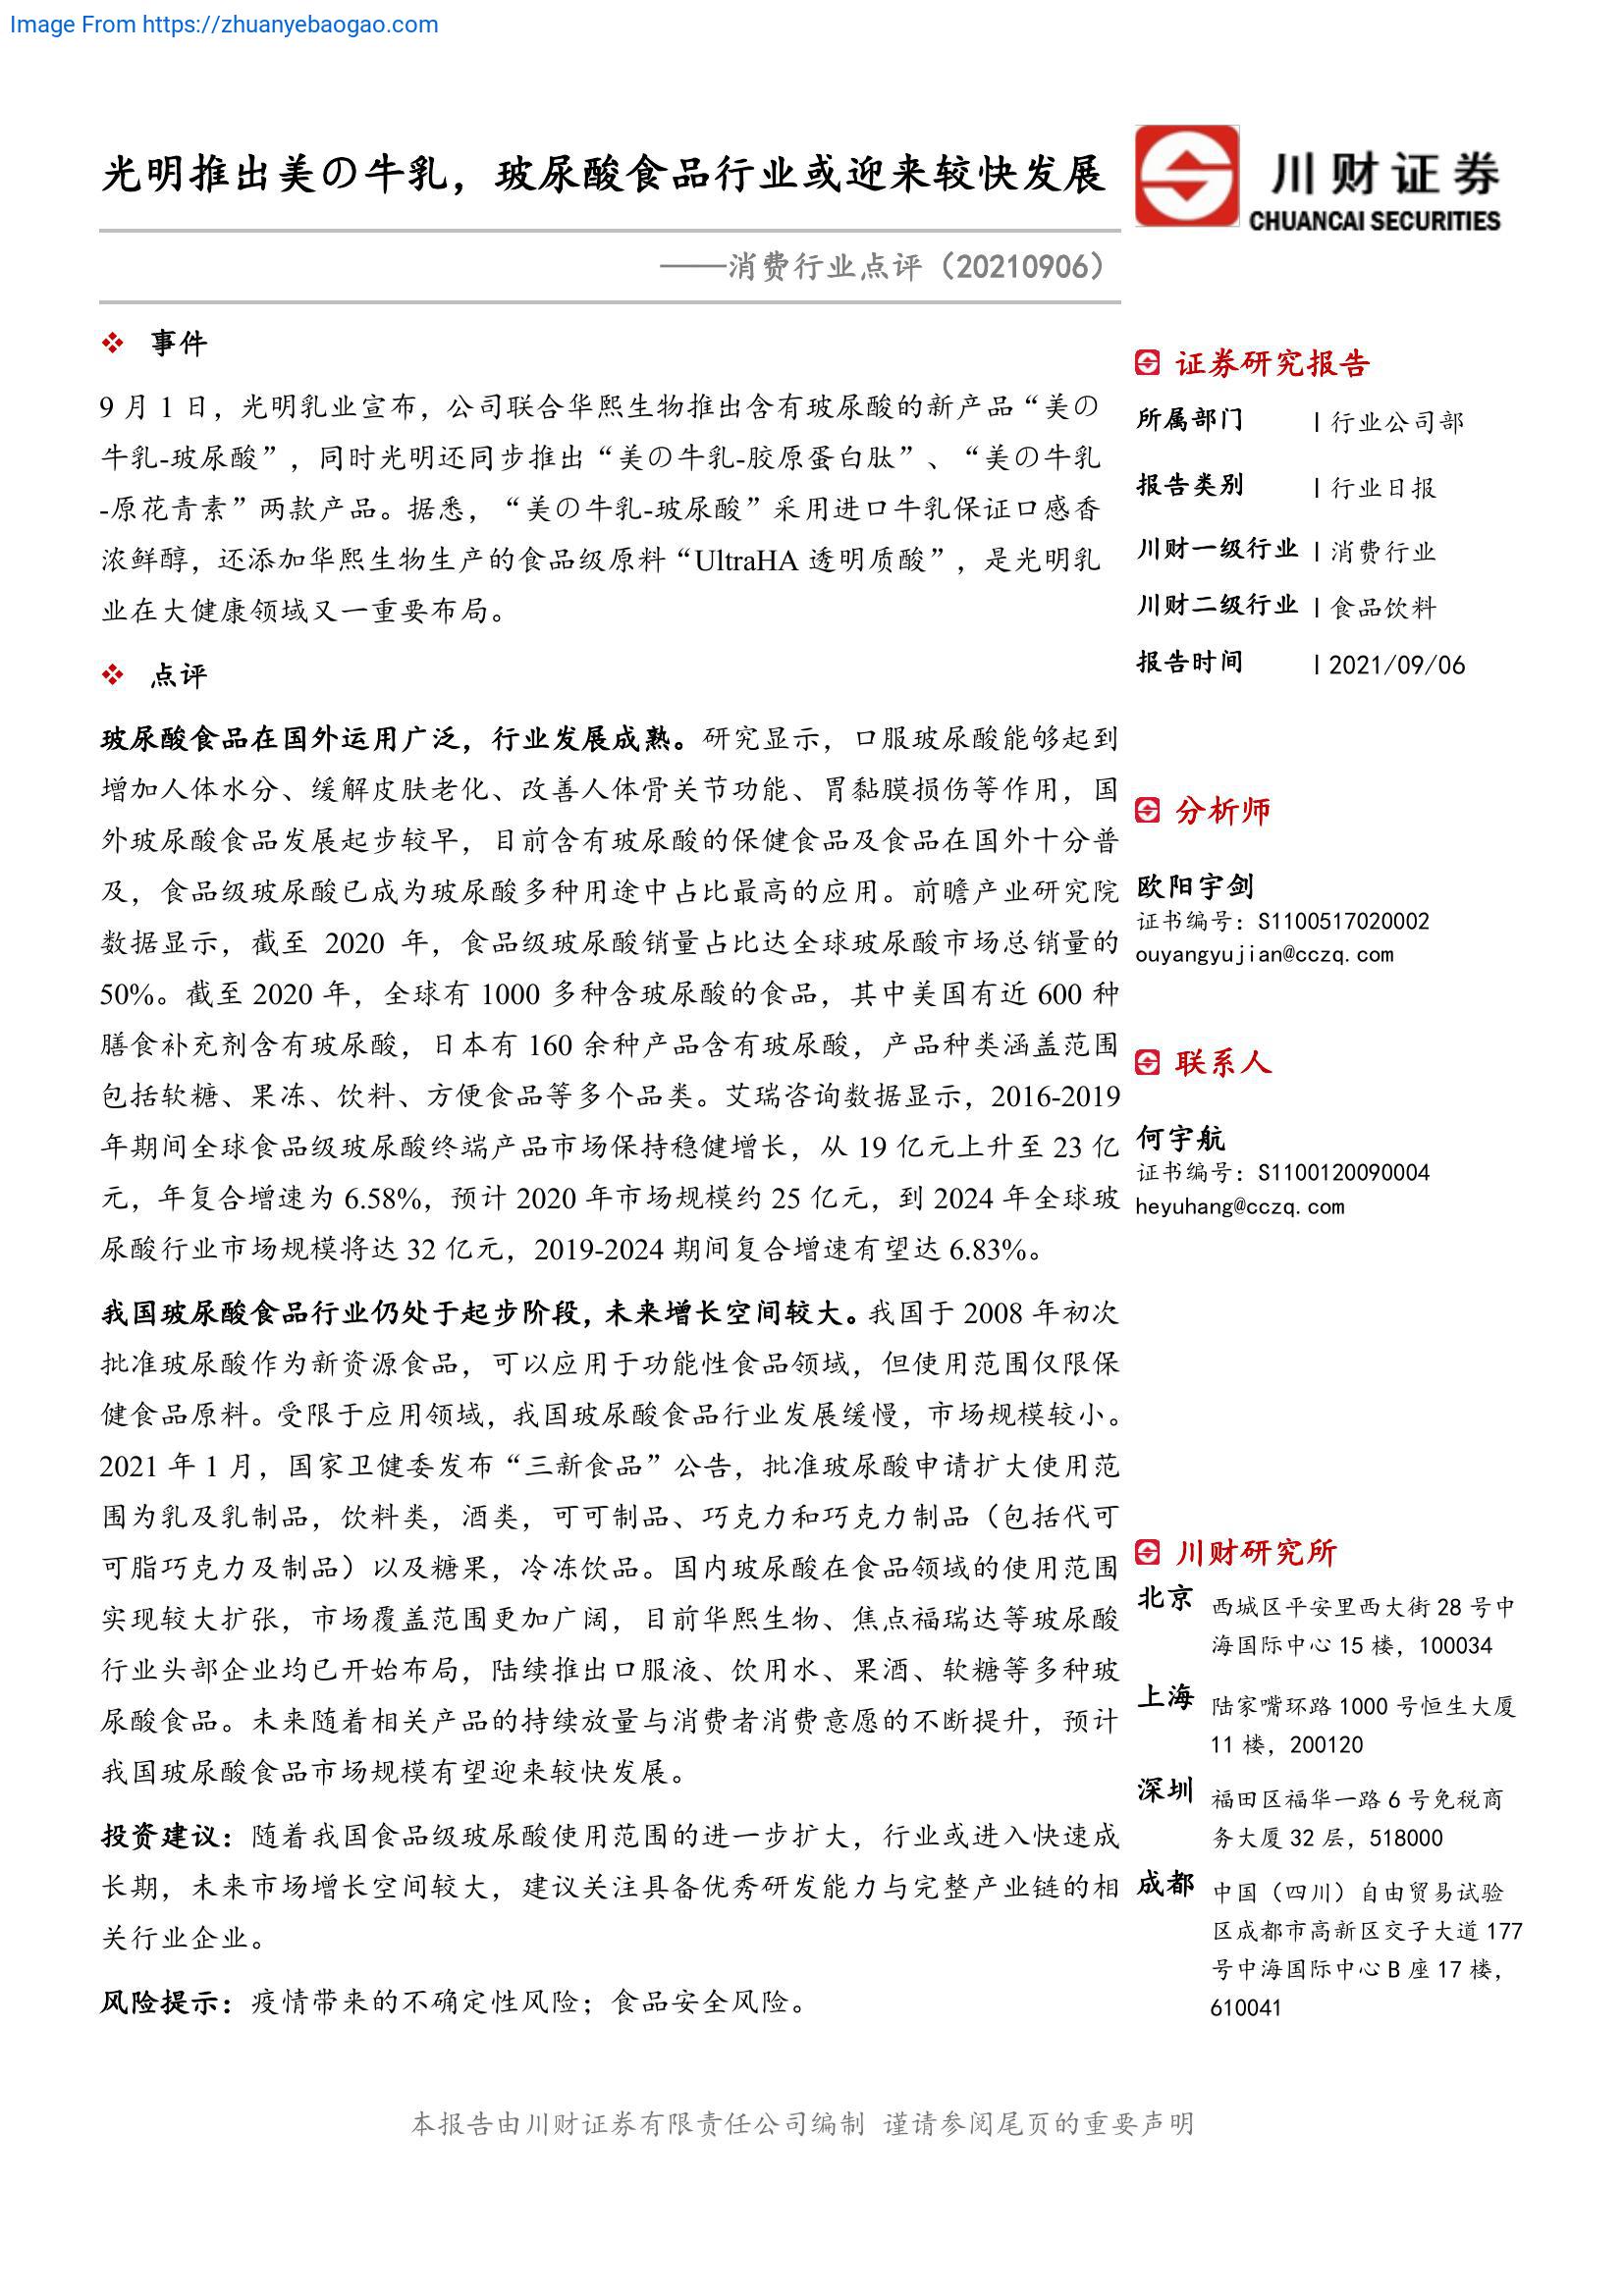 Image From https://zhuanyebaogao.com
光明推出美の牛乳，玻尿酸食品行业或迎来较快发展
——消费行业点评（20210906）
川财证券
CHUANCAI SECURITIES
事件
9 月 1 日，光明乳业宣布，公司联合华熙生物推出含有玻尿酸的新产品“美の
牛乳-玻尿酸”，同时光明还同步推出“美の牛乳-胶原蛋白肽”、“美の牛乳
-原花青素”两款产品。据悉，“美の牛乳-玻尿酸”采用进口牛乳保证口感香
浓鲜醇，还添加华熙生物生产的食品级原料“UltraHA 透明质酸”，是光明乳
业在大健康领域又一重要布局。
点评
玻尿酸食品在国外运用广泛，行业发展成熟。研究显示，口服玻尿酸能够起到
增加人体水分、缓解皮肤老化、改善人体骨关节功能、胃黏膜损伤等作用，国
外玻尿酸食品发展起步较早，目前含有玻尿酸的保健食品及食品在国外十分普
及，食品级玻尿酸已成为玻尿酸多种用途中占比最高的应用。前瞻产业研究院
数据显示，截至 2020 年，食品级玻尿酸销量占比达全球玻尿酸市场总销量的
50%。截至 2020 年，全球有 1000 多种含玻尿酸的食品，其中美国有近 600 种
膳食补充剂含有玻尿酸，日本有 160 余种产品含有玻尿酸，产品种类涵盖范围
包括软糖、果冻、饮料、方便食品等多个品类。艾瑞咨询数据显示，2016-2019
年期间全球食品级玻尿酸终端产品市场保持稳健增长，从 19 亿元上升至 23 亿
元，年复合增速为 6.58%，预计 2020 年市场规模约 25 亿元，到 2024 年全球玻
尿酸行业市场规模将达 32 亿元，2019-2024 期间复合增速有望达 6.83%。
我国玻尿酸食品行业仍处于起步阶段，未来增长空间较大。我国于 2008 年初次
批准玻尿酸作为新资源食品，可以应用于功能性食品领域，但使用范围仅限保
健食品原料。受限于应用领域，我国玻尿酸食品行业发展缓慢，市场规模较小。
2021 年 1 月，国家卫健委发布“三新食品”公告，批准玻尿酸申请扩大使用范
围为乳及乳制品，饮料类，酒类，可可制品、巧克力和巧克力制品（包括代可
可脂巧克力及制品）以及糖果，冷冻饮品。国内玻尿酸在食品领域的使用范围
实现较大扩张，市场覆盖范围更加广阔，目前华熙生物、焦点福瑞达等玻尿酸
行业头部企业均已开始布局，陆续推出口服液、饮用水、果酒、软糖等多种玻
尿酸食品。未来随着相关产品的持续放量与消费者消费意愿的不断提升，预计
我国玻尿酸食品市场规模有望迎来较快发展。
投资建议：随着我国食品级玻尿酸使用范围的进一步扩大，行业或进入快速成
长期，未来市场增长空间较大，建议关注具备优秀研发能力与完整产业链的相
关行业企业。
风险提示：疫情带来的不确定性风险；食品安全风险。
证券研究报告
所属部门 | 行业公司部
报告类别 | 行业日报
川财一级行业 | 消费行业
川财二级行业 | 食品饮料
报告时间 | 2021/09/06
分析师
欧阳宇剑
证书编号：S1100517020002
ouyangyujian@cczq.com
联系人
何宇航
证书编号：S1100120090004
heyuhang@cczq.com
川财研究所
北京 西城区平安里西大街 28 号中
海国际中心 15 楼，100034
上海 陆家嘴环路 1000 号恒生大厦
11 楼，200120
深圳 福田区福华一路 6 号免税商
务大厦 32 层，518000
成都 中国（四川）自由贸易试验
区成都市高新区交子大道 177
号中海国际中心 B 座 17 楼，
610041
本报告由川财证券有限责任公司编制 谨请参阅尾页的重要声明